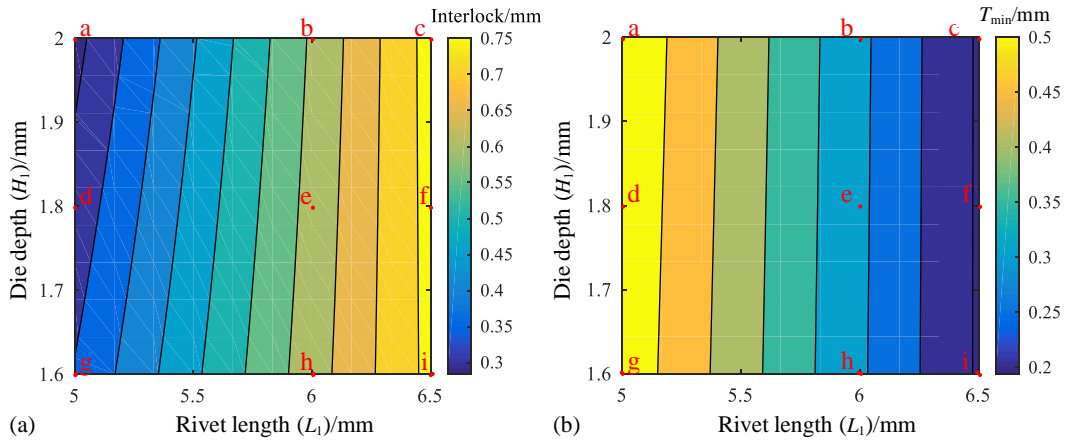 Interlock/mm
a
b
c
2
1.9
1.8
1.7
1.6
d
e
f
g
h
i
5
5.5
6
6.5
Die depth (H₁)/mm
Rivet length (L₁)/mm
0.75
0.7
0.65
0.6
0.55
0.5
0.45
0.4
0.35
0.3
(a)
Tmin/mm
a
b
c
2
1.9
1.8
1.7
1.6
d
e
f
g
h
i
5
5.5
6
6.5
Die depth (H₁)/mm
Rivet length (L₁)/mm
0.5
0.45
0.4
0.35
0.3
0.25
0.2
(b)